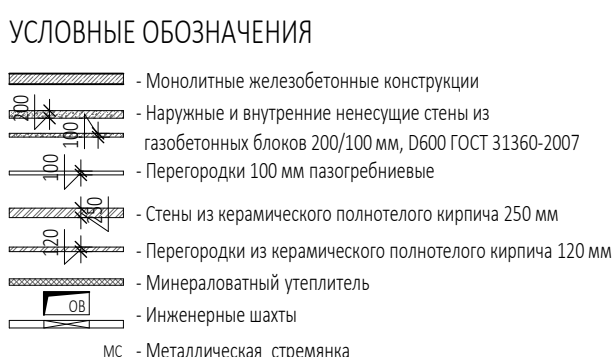 УСЛОВНЫЕ ОБОЗНАЧЕНИЯ
- Монолитные железобетонные конструкции
200 - Наружные и внутренние ненесущие стены из
100 газобетонных блоков 200/100 мм, D600 ГОСТ 31360-2007
100 - Перегородки 100 мм пазогребниевые
250 - Стены из керамического полнотелого кирпича 250 мм
120 - Перегородки из керамического полнотелого кирпича 120 мм
- Минераловатный утеплитель
ОВ - Инженерные шахты
МС - Металлическая стремянка